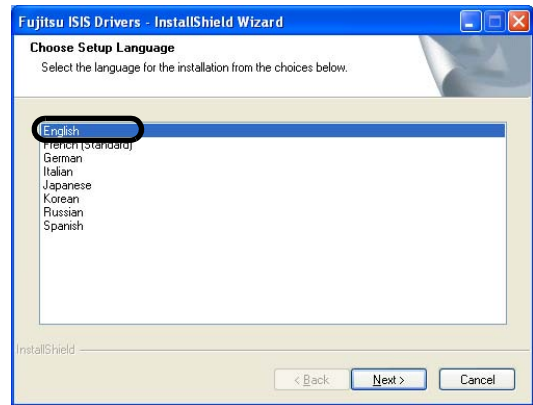 Fujitsu ISIS Drivers - InstallShield Wizard
Choose Setup Language
Select the language for the installation from the choices below.
English
French (Standard)
German
Italian
Japanese
Korean
Russian
Spanish
InstallShield
< Back
Next >
Cancel